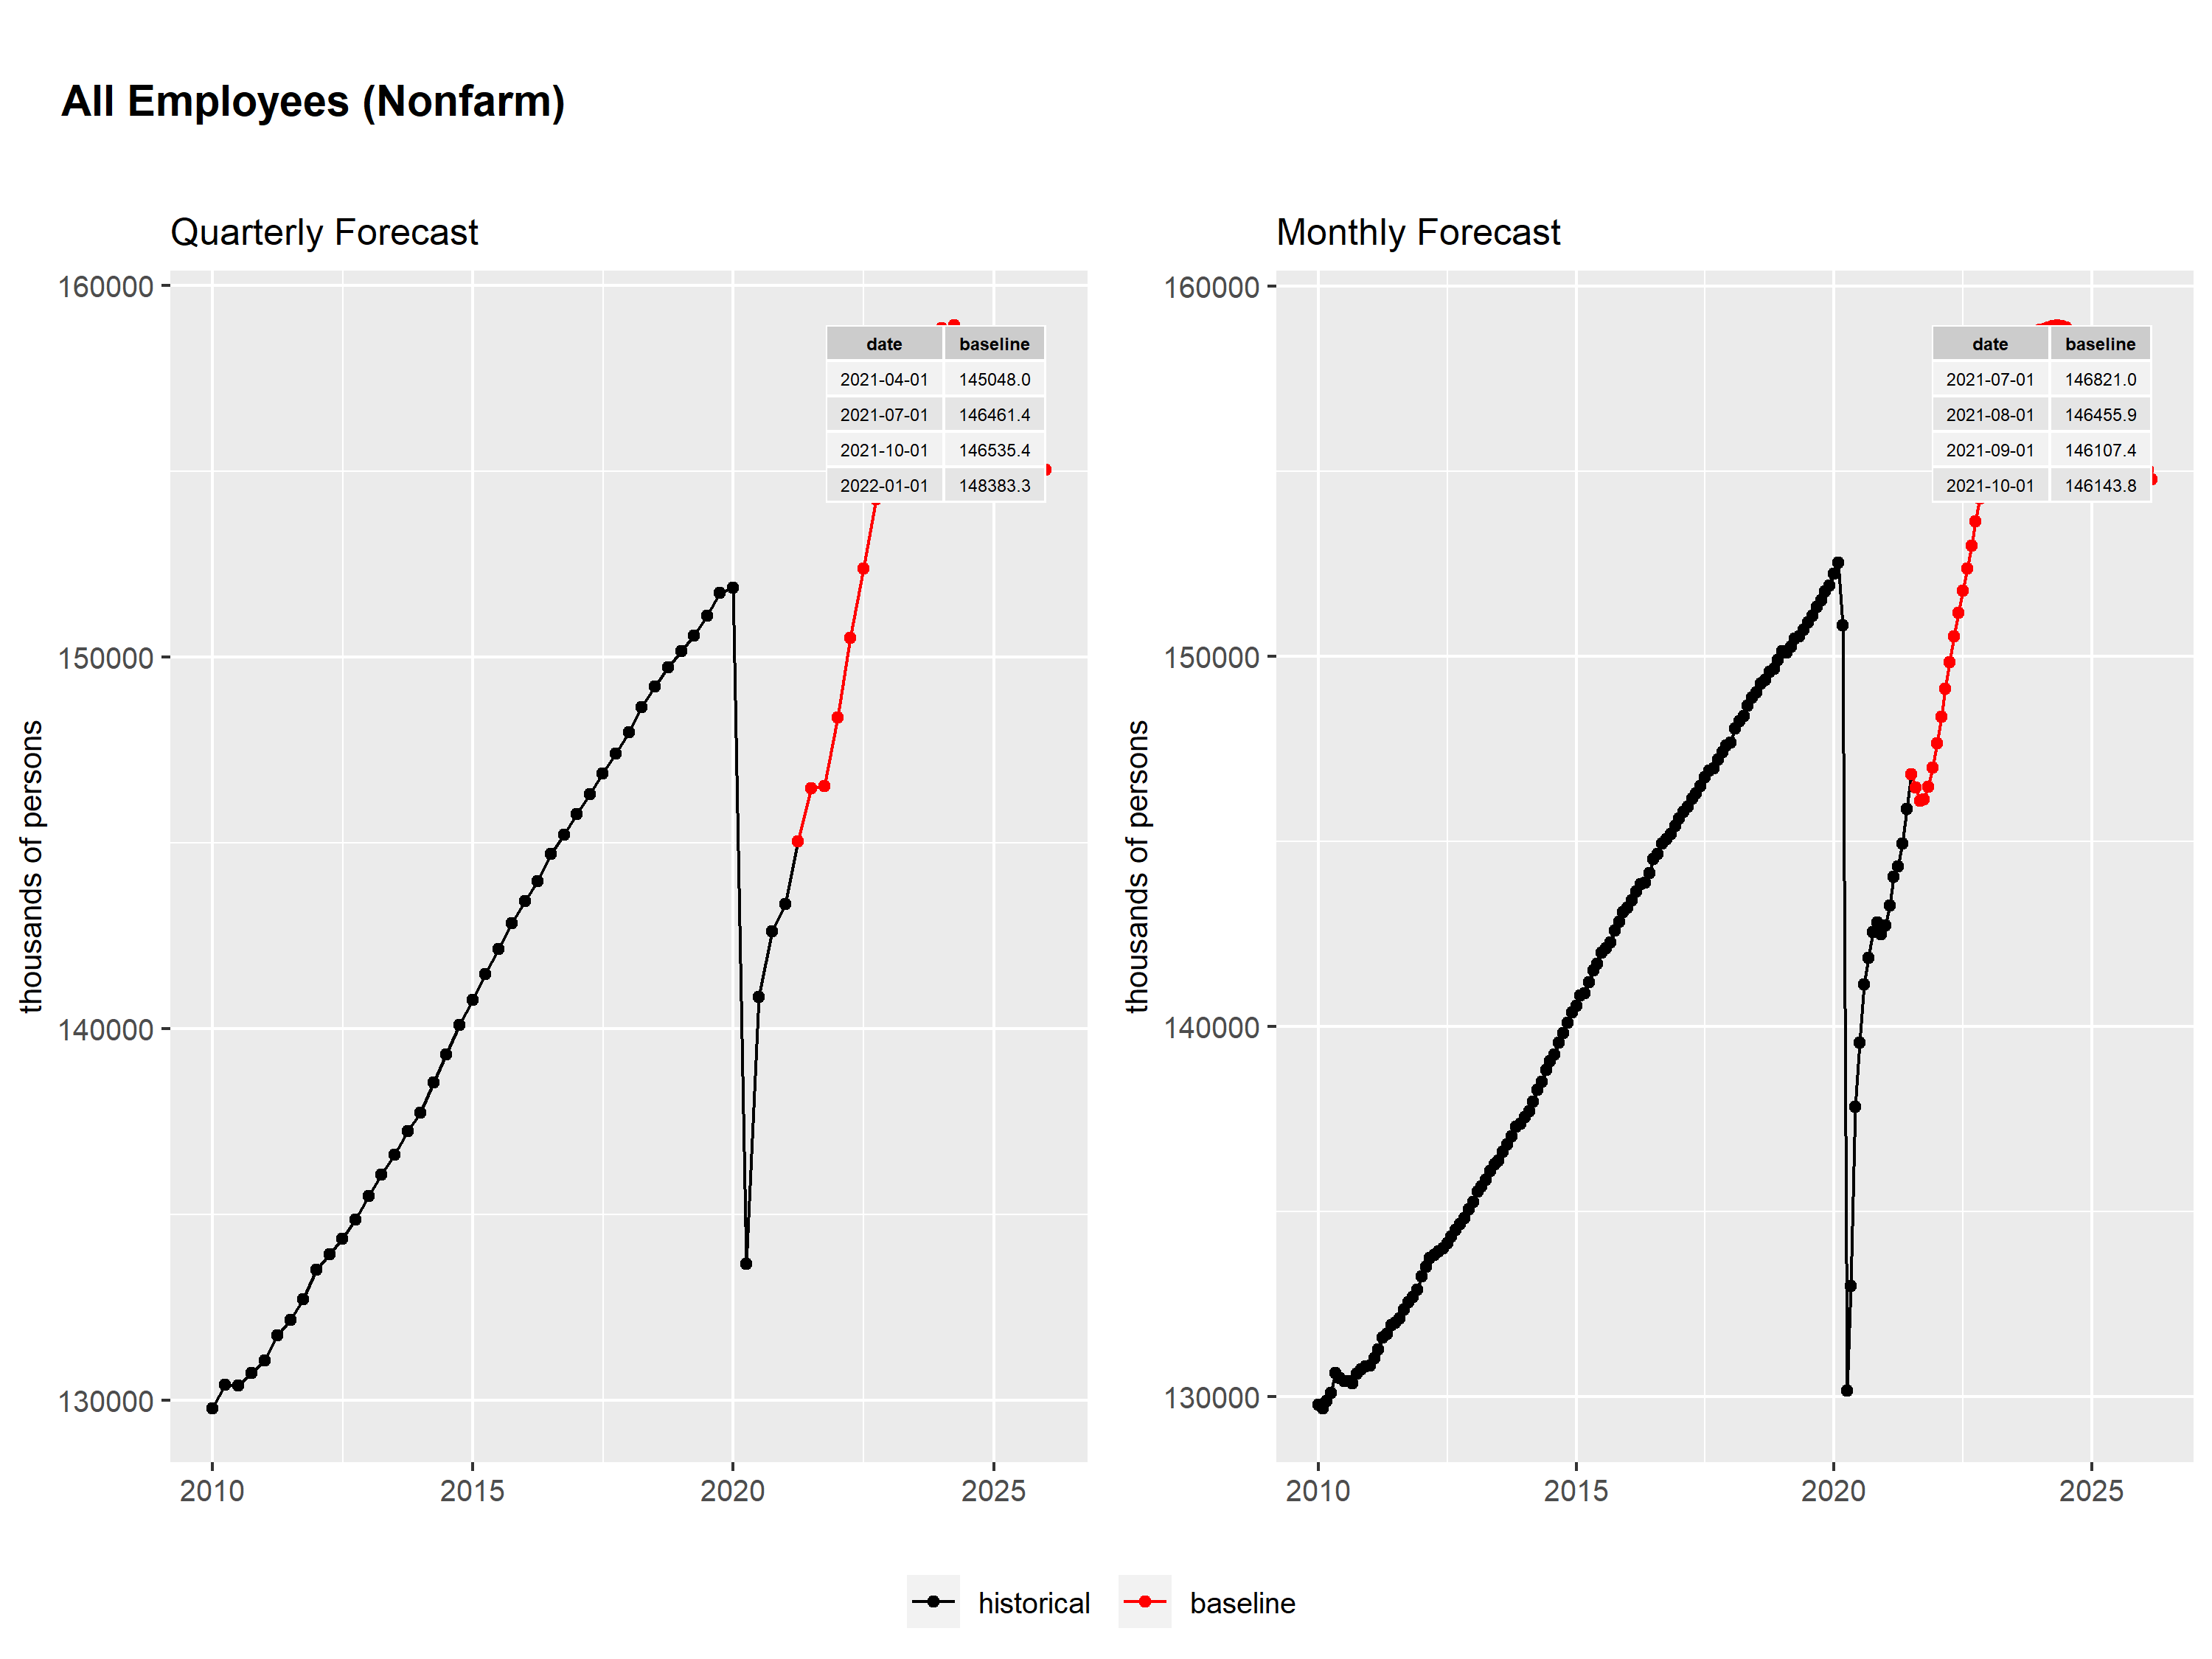 All Employees (Nonfarm)
Quarterly Forecast
thousands of persons
160000
150000
140000
130000
2010 2015 2020 2025
date baseline
2021-04-01 145048.0
2021-07-01 146461.4
2021-10-01 146535.4
2022-01-01 148383.3
Monthly Forecast
thousands of persons
160000
150000
140000
130000
2010 2015 2020 2025
date baseline
2021-07-01 146821.0
2021-08-01 146455.9
2021-09-01 146107.4
2021-10-01 146143.8
historical baseline